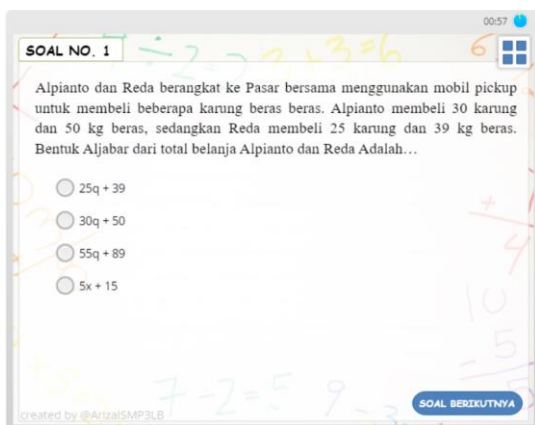 00:57
SOAL NO. 1
Alpianto dan Reda berangkat ke Pasar bersama menggunakan mobil pickup
untuk membeli beberapa karung beras beras. Alpianto membeli 30 karung
dan 50 kg beras, sedangkan Reda membeli 25 karung dan 39 kg beras.
Bentuk Aljabar dari total belanja Alpianto dan Reda Adalah…
25q + 39
30q + 50
55q + 89
5x + 15
SOAL BERIKUTNYA
created by @ArizalSMP3LB